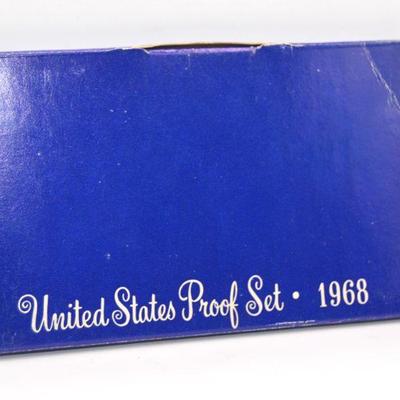 United States Proof Set • 1968